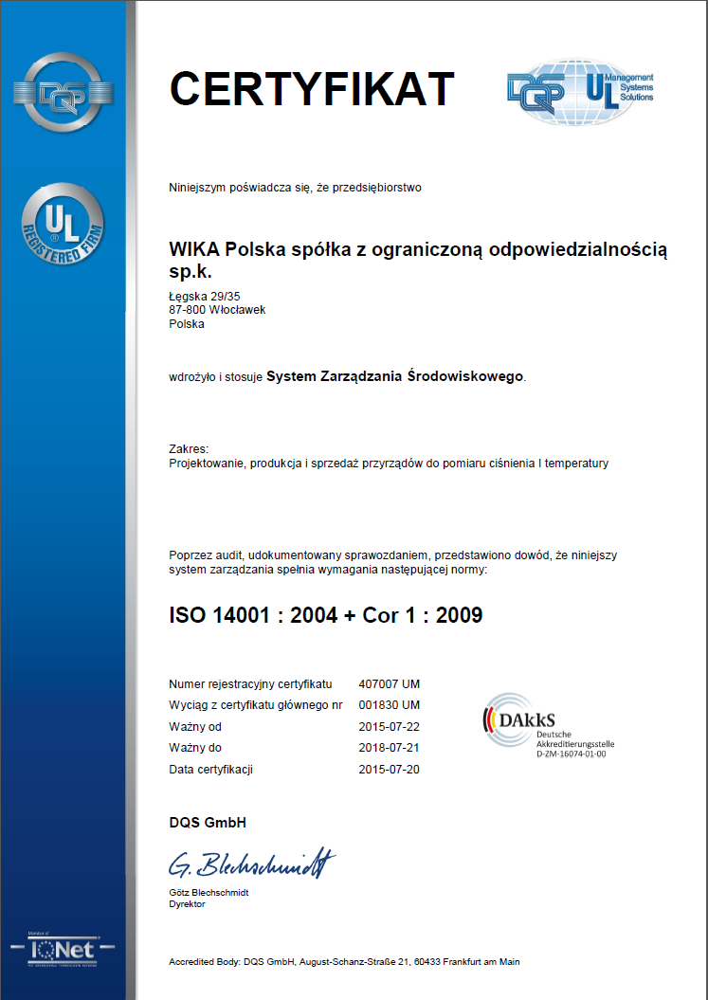 DQS
CERTYFIKAT
DQS
UL
Management
Systems
Solutions
UL
®
REGISTERED FIRM
Niniejszym poświadcza się, że przedsiębiorstwo
WIKA Polska spółka z ograniczoną odpowiedzialnością
sp.k.
Łęgska 29/35
87-800 Włocławek
Polska
wdrożyło i stosuje System Zarządzania Środowiskowego.
Zakres:
Projektowanie, produkcja i sprzedaż przyrządów do pomiaru ciśnienia I temperatury
Poprzez audit, udokumentowany sprawozdaniem, przedstawiono dowód, że niniejszy
system zarządzania spełnia wymagania następującej normy:
ISO 14001 : 2004 + Cor 1 : 2009
Numer rejestracyjny certyfikatu 407007 UM
Wyciąg z certyfikatu głównego nr 001830 UM
Ważny od 2015-07-22
Ważny do 2018-07-21
Data certyfikacji 2015-07-20
DAkkS
Deutsche
Akkreditierungsstelle
D-ZM-16074-01-00
DQS GmbH
G. Blechschmidt
Götz Blechschmidt
Dyrektor
Member of
IQNet
Accredited Body: DQS GmbH, August-Schanz-Straße 21, 60433 Frankfurt am Main